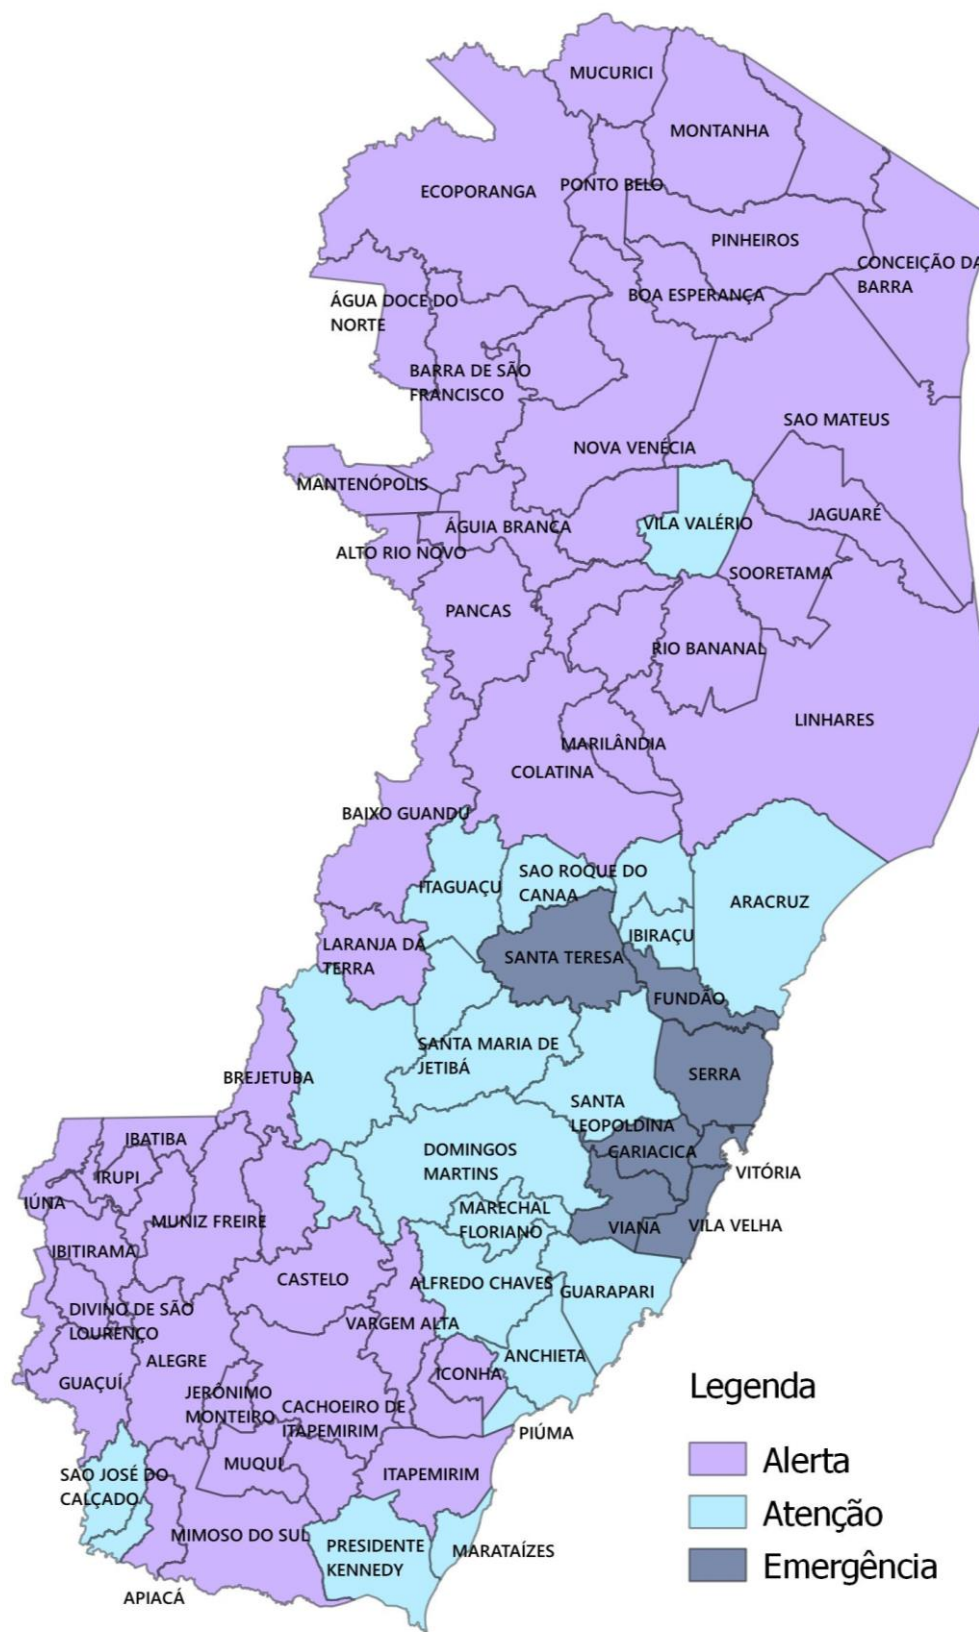 MUCURICI
MONTANHA
PONTO BELO
ECOPORANGA
PINHEIROS
CONCEIÇÃO DA
BARRA
BOA ESPERANÇA
ÁGUA DOCE DO
NORTE
BARRA DE SÃO
FRANCISCO
SAO MATEUS
NOVA VENÉCIA
MANTENÓPOLIS
JAGUARÉ
VILA VALÉRIO
ÁGUIA BRANCA
ALTO RIO NOVO
SOORETAMA
PANCAS
RIO BANANAL
LINHARES
MARILÂNDIA
COLATINA
BAIXO GUANDU
SAO ROQUE DO
CANAA
ITAGUAÇU
ARACRUZ
IBIRAÇU
LARANJA DA
TERRA
SANTA TERESA
FUNDÃO
SANTA MARIA DE
JETIBÁ
SERRA
BREJETUBA
SANTA
LEOPOLDINA
IBATIBA
DOMINGOS
MARTINS
CARIACICA
VITÓRIA
IRUPI
IÚNA
MARECHAL
FLORIANO
MUNIZ FREIRE
VIANA
VILA VELHA
IBITIRAMA
CASTELO
ALFREDO CHAVES
GUARAPARI
DIVINO DE SÃO
LOURENÇO
VARGEM ALTA
ALEGRE
ANCHIETA
ICONHA
GUAÇUÍ
JERÔNIMO
MONTEIRO
CACHOEIRO DE
ITAPEMIRIM
PIÚMA
MUQUI
ITAPEMIRIM
SAO JOSÉ DO
CALÇADO
MIMOSO DO SUL
PRESIDENTE
KENNEDY
MARATAÍZES
APIACÁ
Legenda
Alerta
Atenção
Emergência